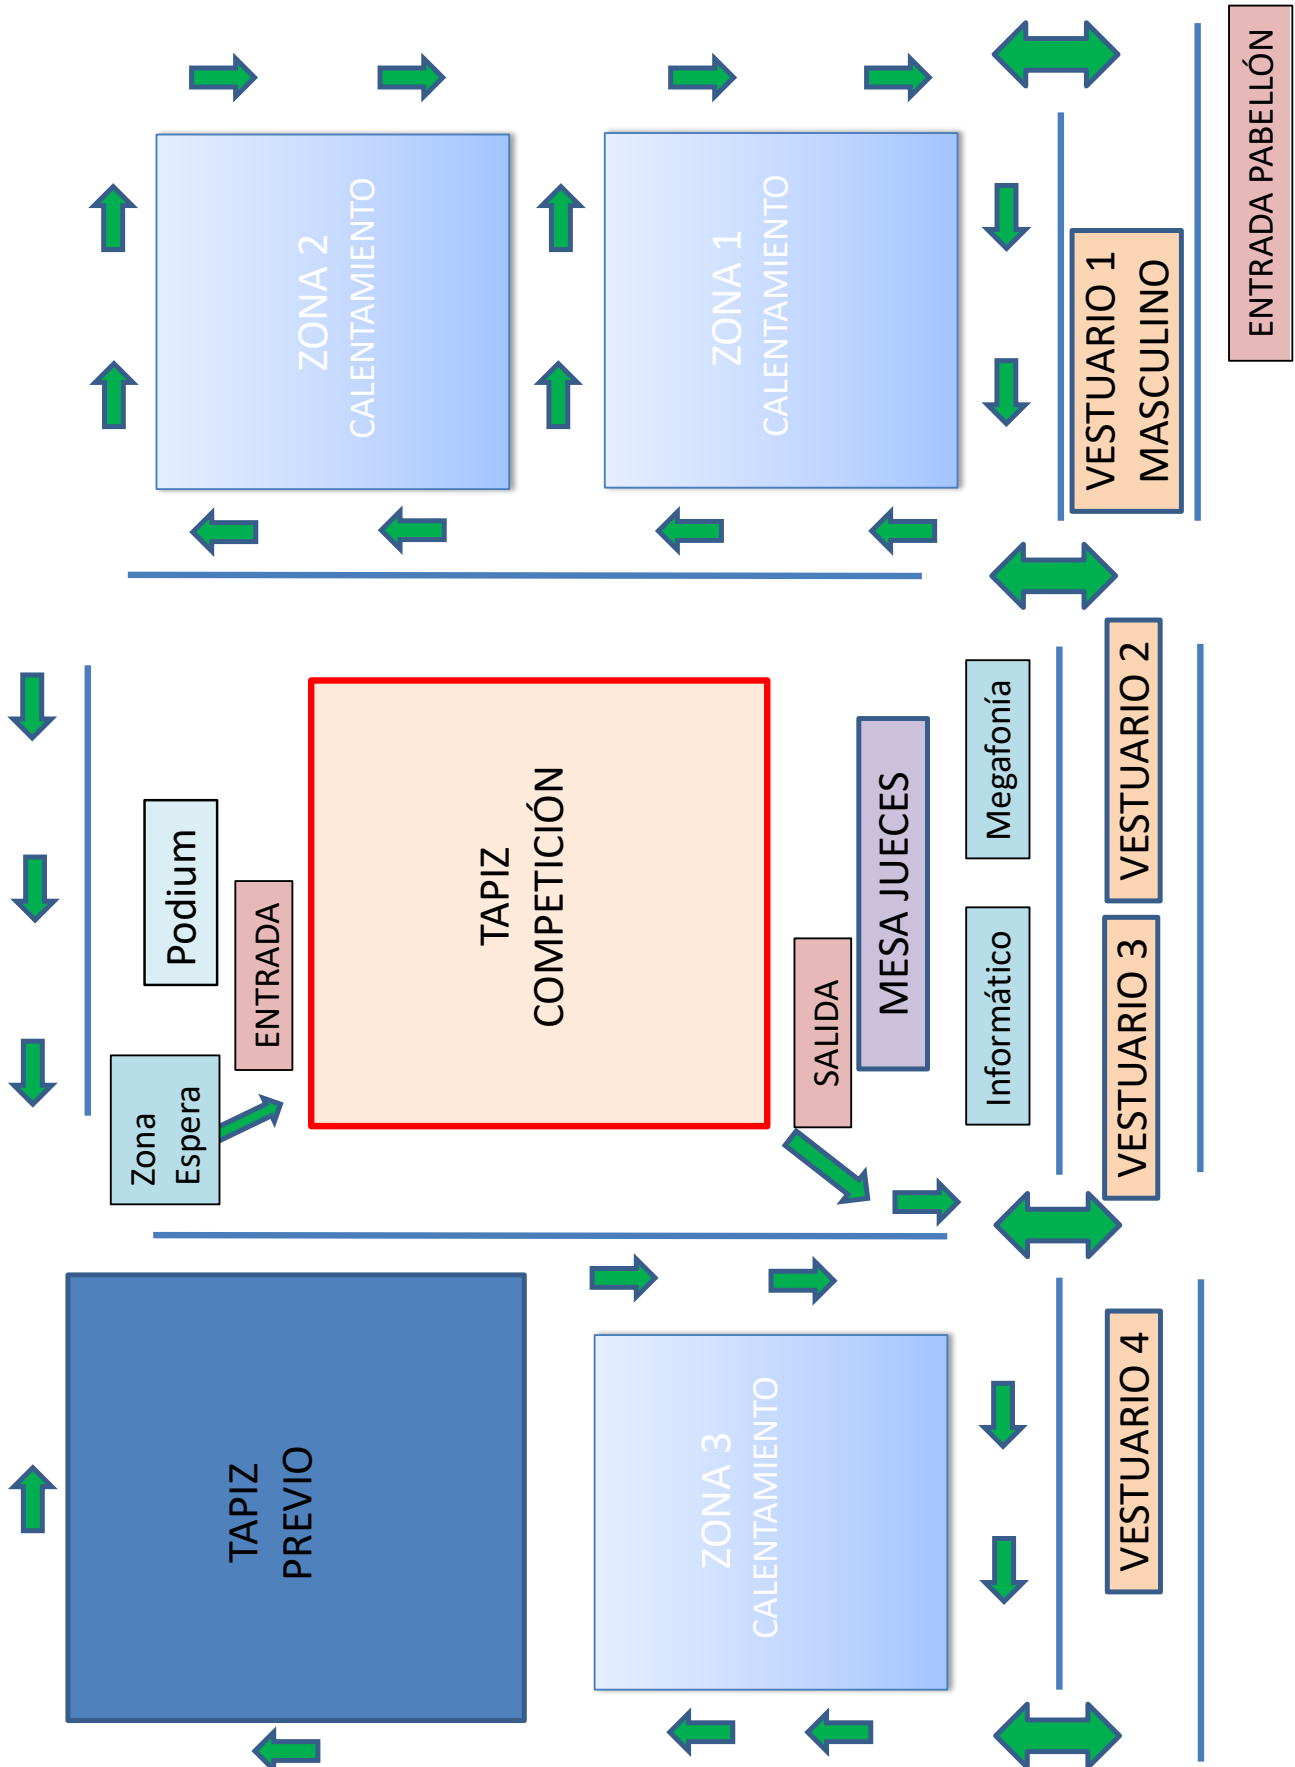 Zona
Espera
Podium
TAPIZ
PREVIO
ENTRADA
ZONA 2
CALENTAMIENTO
TAPIZ
COMPETICIÓN
ZONA 3
CALENTAMIENTO
ZONA 1
CALENTAMIENTO
SALIDA
MESA JUECES
Informático
Megafonía
VESTUARIO 4
VESTUARIO 3
VESTUARIO 2
VESTUARIO 1
MASCULINO
ENTRADA PABELLÓN